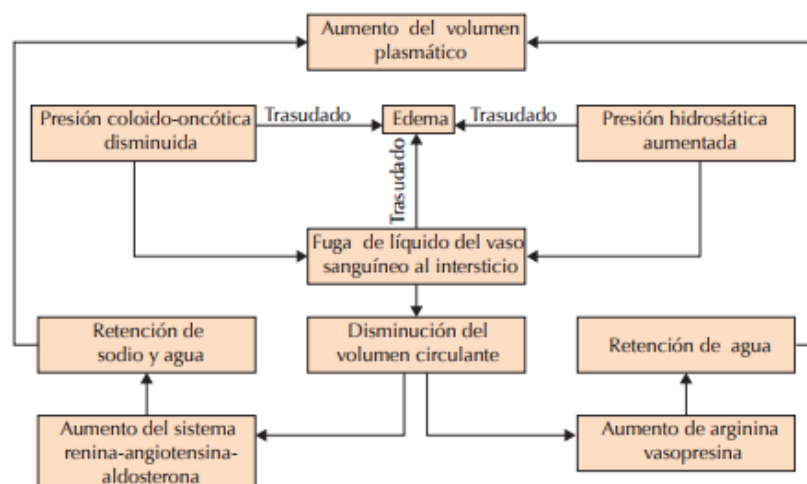 Aumento del volumen
plasmático
Presión coloido-oncótica
disminuida
Trasudado
Edema
Trasudado
Presión hidrostática
aumentada
Trasudado
Fuga de líquido del vaso
sanguíneo al intersticio
Retención de
sodio y agua
Disminución del
volumen circulante
Retención de agua
Aumento del sistema
renina-angiotensina-
aldosterona
Aumento de arginina
vasopresina